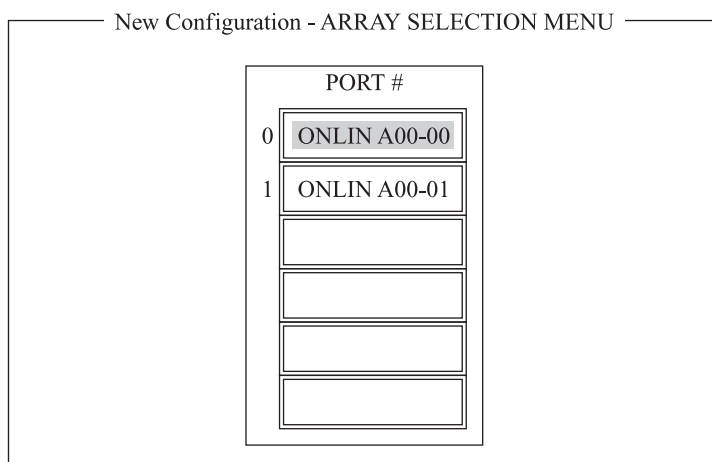 New Configuration - ARRAY SELECTION MENU
PORT #
0 ONLIN A00-00
1 ONLIN A00-01